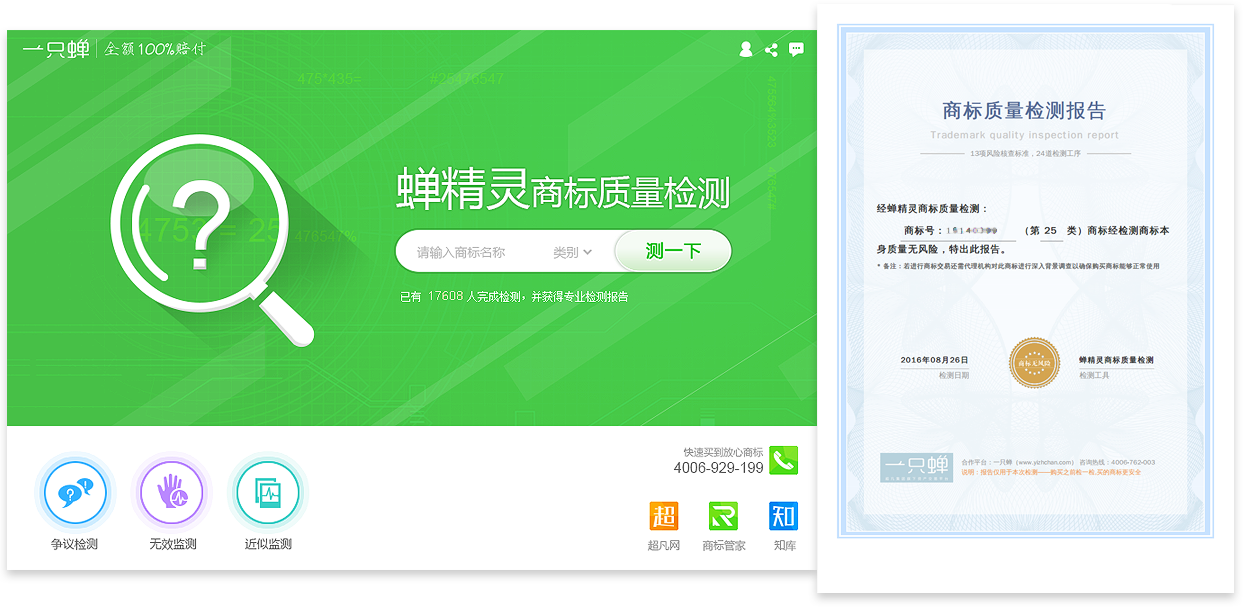 一只蝉 全额100%赔付
475*435=
#25476547
4753 = 25
476547%
蝉精灵商标质量检测
请输入商标名称 类别 测一下
已有 17608 人完成检测，并获得专业检测报告
快速买到放心商标
4006-929-199
争议检测 无效监测 近似监测
超 知
超凡网 商标管家 知库
商标质量检测报告
Trademark quality inspection report
13项风险核查标准，24道检测工序
经蝉精灵商标质量检测：
商标号： （第 25 类）商标经检测商标本
身质量无风险，特出此报告。
* 备注：若进行商标交易还需代理机构对此商标进行深入背景调查以确保购买商标能够正常使用
2016年08月26日 商标无风险 蝉精灵商标质量检测
检测日期 检测工具
一只蝉
合作平台：一只蝉（www.yizhchan.com） 咨询热线：4006-762-003
说明：报告仅用于本次检测——购买之前检一检,买的商标更安全